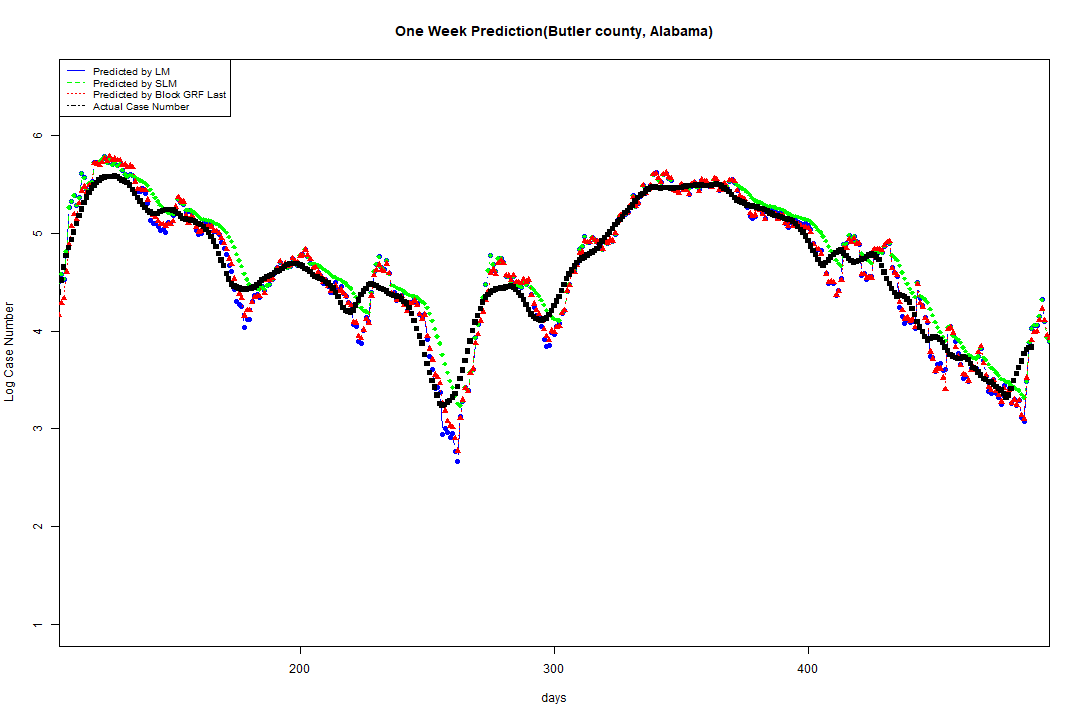 One Week Prediction(Butler county, Alabama)
Predicted by LM
Predicted by SLM
Predicted by Block GRF Last
Actual Case Number
6
5
4
3
2
1
Log Case Number
200
300
400
days